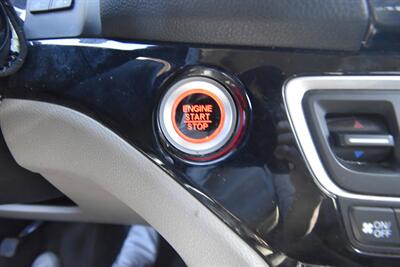 ENGINE
START
STOP
ON/
OFF